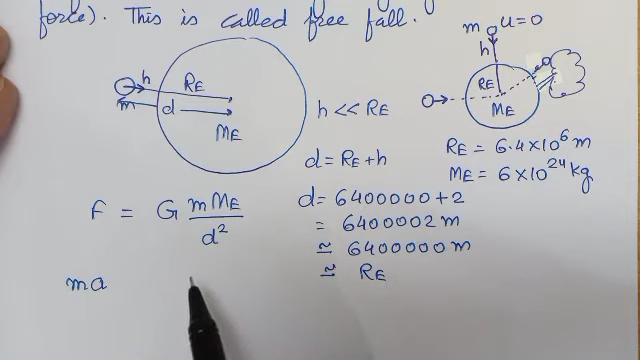 force). This is called free fall.
m u=0
h
RE
ME
h RE
m d
ME
h << RE
d = RE + h
RE = 6.4 × 10⁶ m
ME = 6 × 10²⁴ kg
d = 6400000 + 2
= 6400002 m
≅ 6400000 m
≅ RE
F = G mME/d²
ma